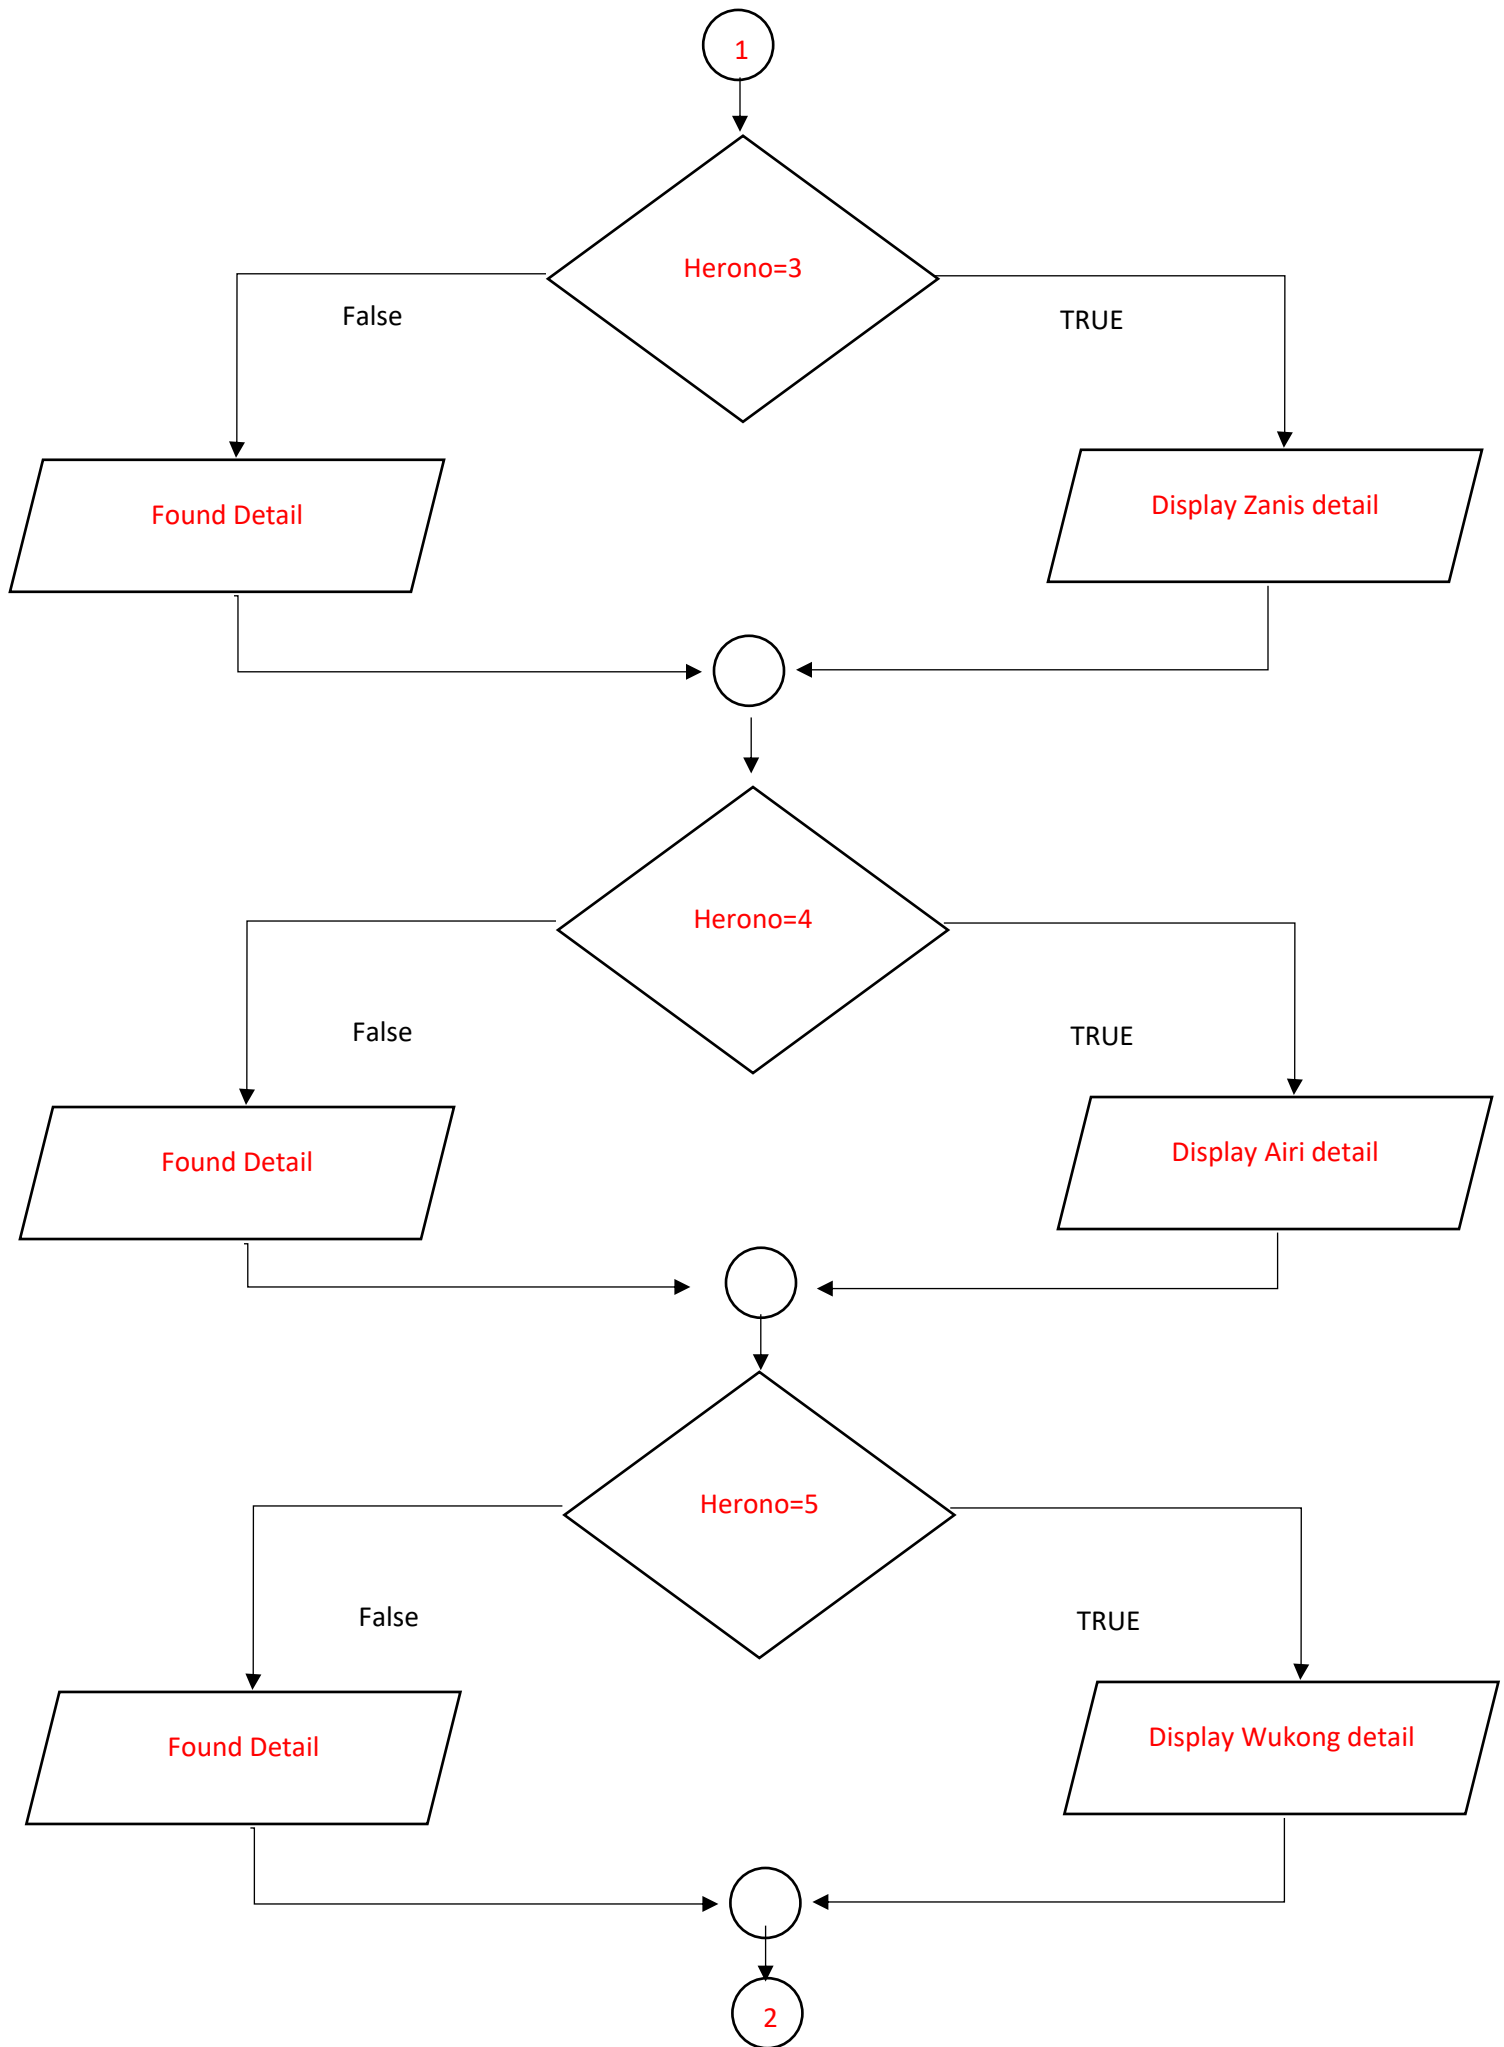 1
Herono=3
False
TRUE
Found Detail
Display Zanis detail
Herono=4
False
TRUE
Found Detail
Display Airi detail
Herono=5
False
TRUE
Found Detail
Display Wukong detail
2